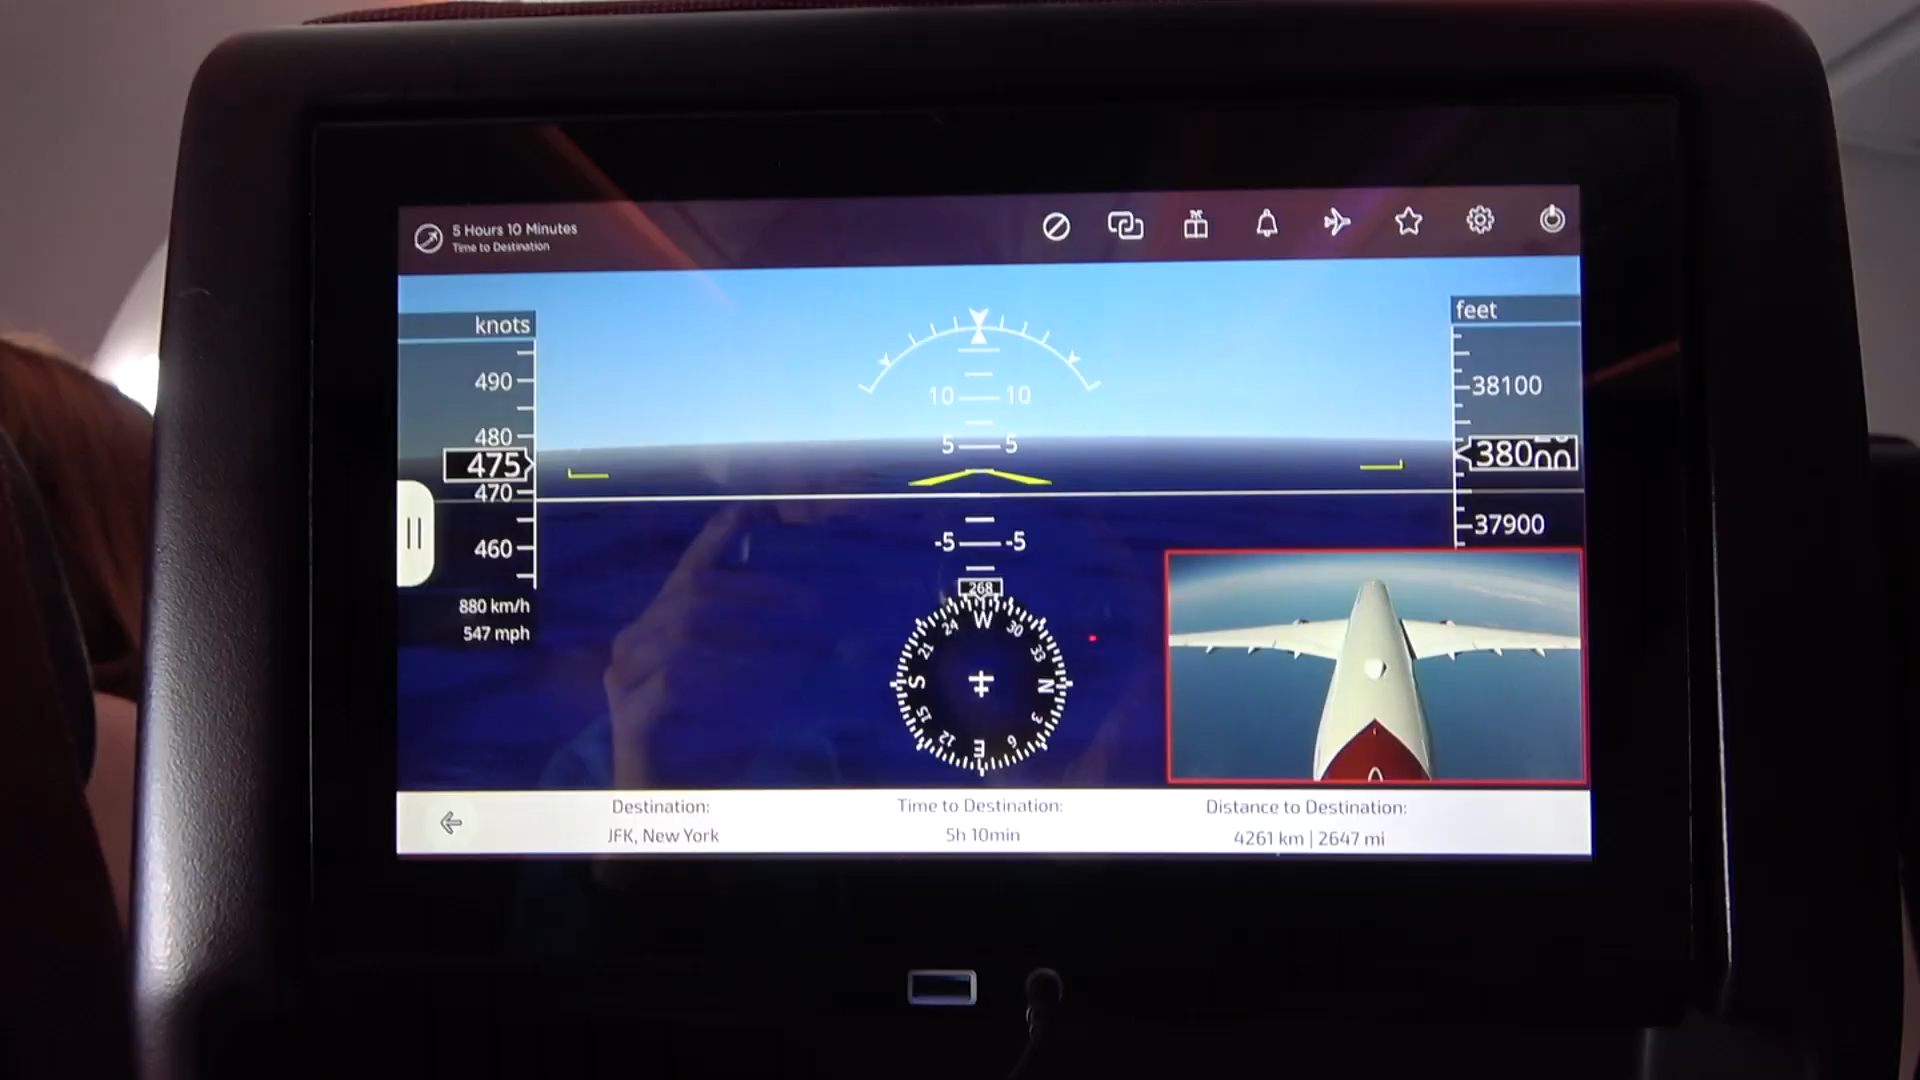 5 Hours 10 Minutes
Time to Destination
knots
feet
490
480
475
470
460
880 km/h
547 mph
10 10
5 5
-5 -5
38100
38000
37900
268
W
30
33
N
3
6
E
12
15
S
21
24
Destination:
JFK, New York
Time to Destination:
5h 10min
Distance to Destination:
4261 km | 2647 mi